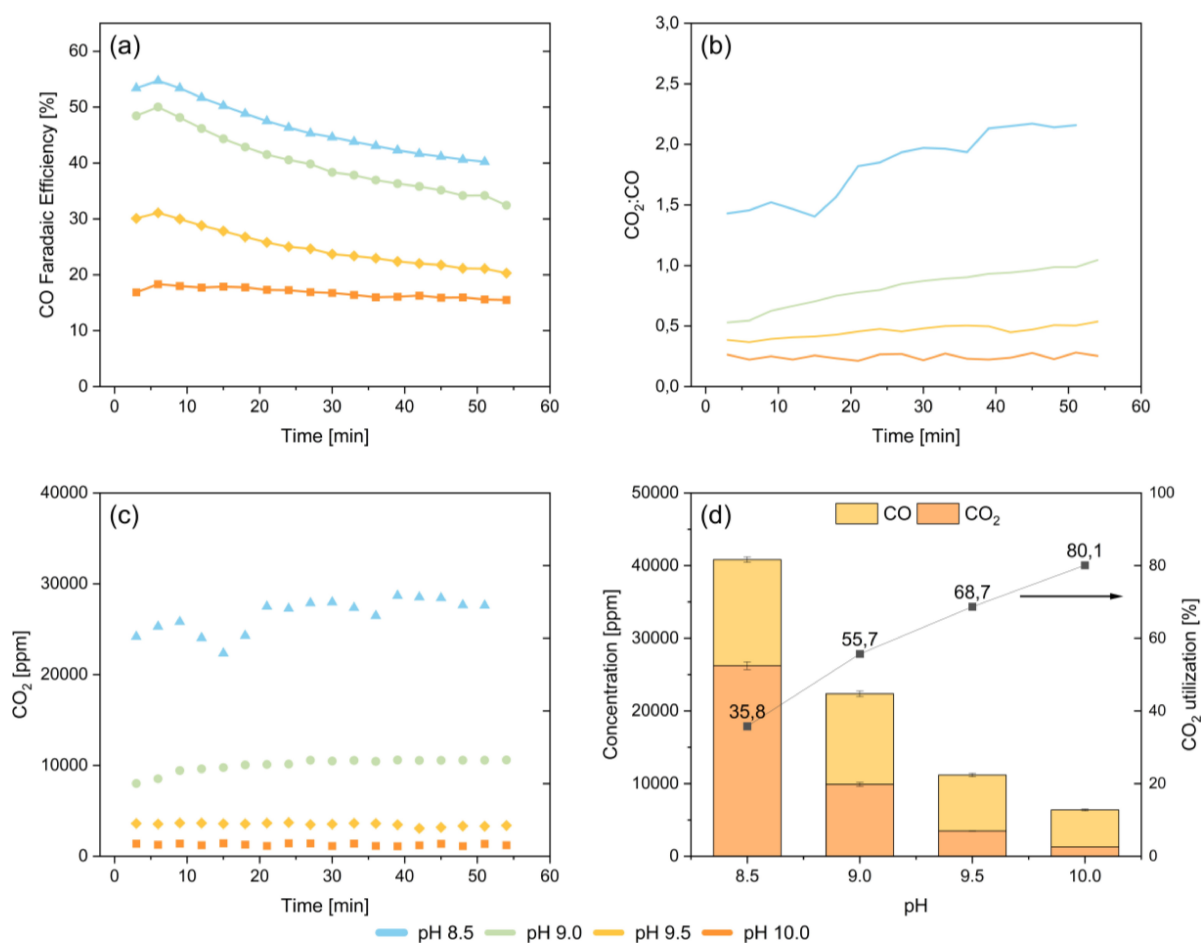 (a)
CO Faradaic Efficiency [%]
60
50
40
30
20
10
0
0 10 20 30 40 50 60
Time [min]
(b)
CO₂:CO
3,0
2,5
2,0
1,5
1,0
0,5
0,0
0 10 20 30 40 50 60
Time [min]
(c)
CO₂ [ppm]
40000
30000
20000
10000
0
0 10 20 30 40 50 60
Time [min]
(d)
CO CO₂
Concentration [ppm]
50000
40000
30000
20000
10000
0
35,8
55,7
68,7
80,1
100
80
60
40
20
0
CO₂ utilization [%]
8.5 9.0 9.5 10.0
pH
pH 8.5 pH 9.0 pH 9.5 pH 10.0